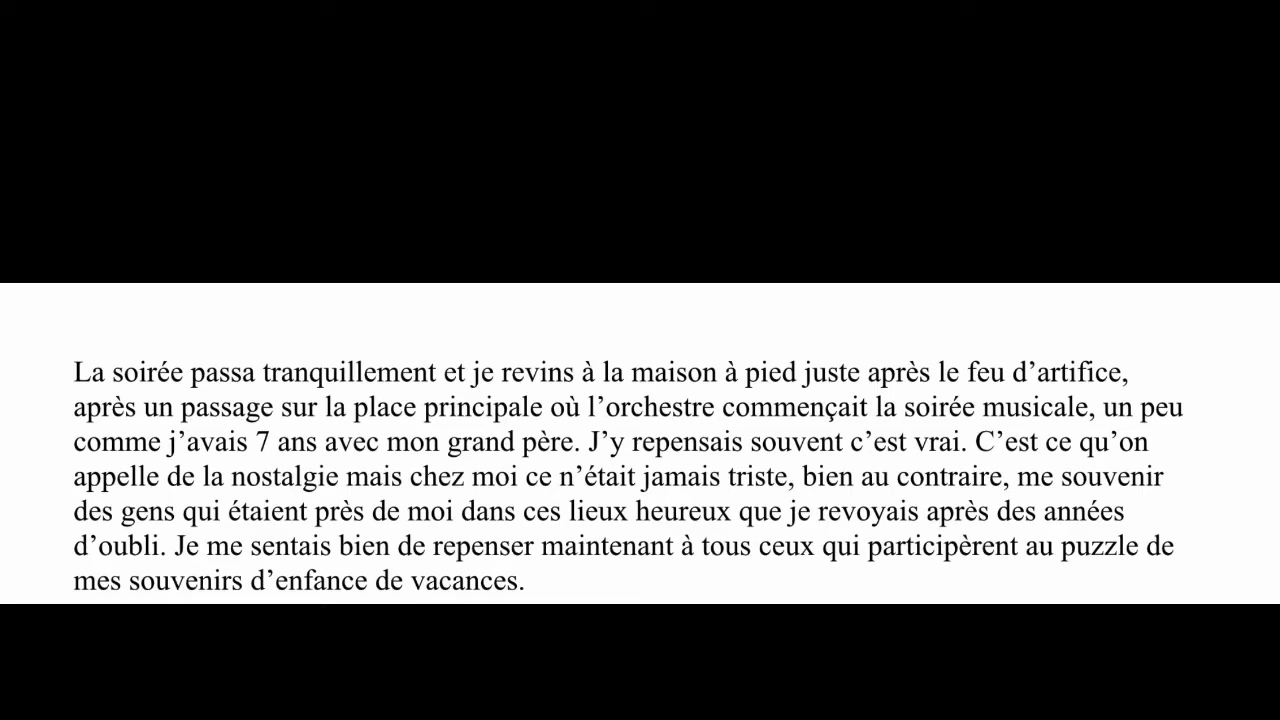 La soirée passa tranquillement et je revins à la maison à pied juste après le feu d’artifice,
après un passage sur la place principale où l’orchestre commençait la soirée musicale, un peu
comme j’avais 7 ans avec mon grand père. J’y repensais souvent c’est vrai. C’est ce qu’on
appelle de la nostalgie mais chez moi ce n’était jamais triste, bien au contraire, me souvenir
des gens qui étaient près de moi dans ces lieux heureux que je revoyais après des années
d’oubli. Je me sentais bien de repenser maintenant à tous ceux qui participèrent au puzzle de
mes souvenirs d’enfance de vacances.